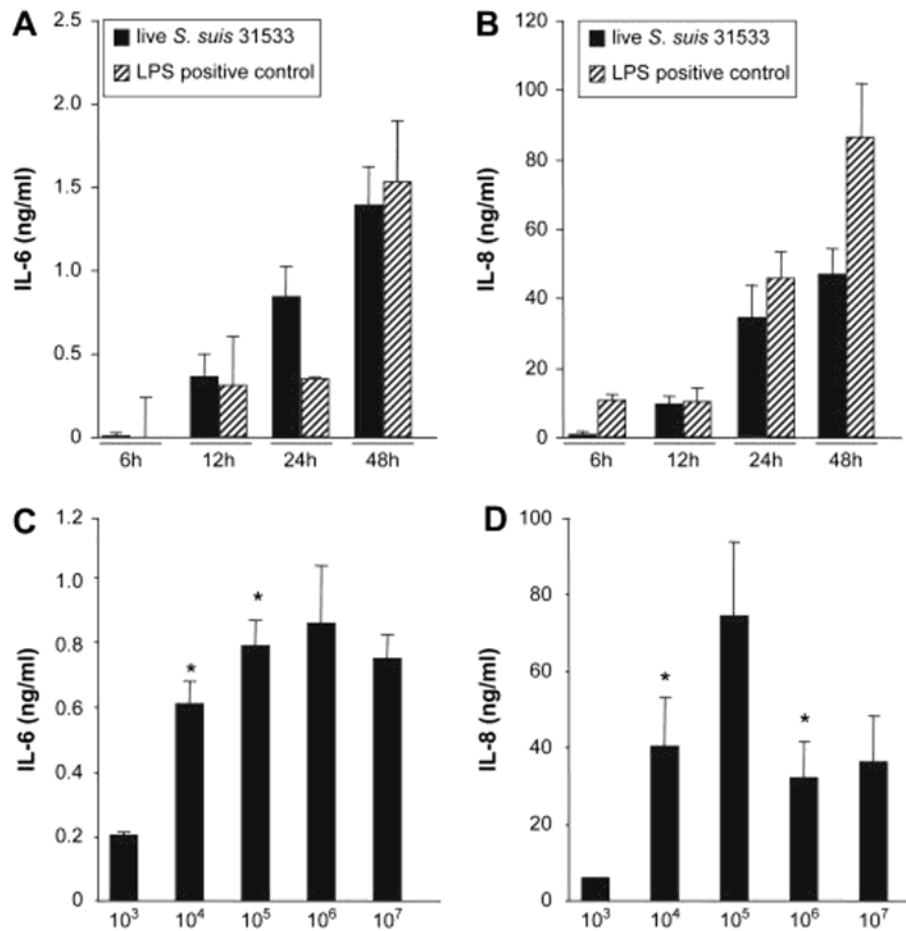 A
2.5
2.0
1.5
1.0
0.5
0
IL-6 (ng/ml)
live S. suis 31533
LPS positive control
6h 12h 24h 48h
B
120
100
80
60
40
20
0
IL-8 (ng/ml)
live S. suis 31533
LPS positive control
6h 12h 24h 48h
C
1.2
1.0
0.8
0.6
0.4
0.2
0
IL-6 (ng/ml)
* *
10³ 10⁴ 10⁵ 10⁶ 10⁷
D
100
80
60
40
20
0
IL-8 (ng/ml)
* *
10³ 10⁴ 10⁵ 10⁶ 10⁷